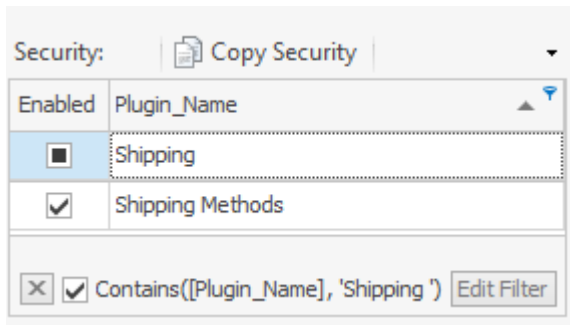 Security: Copy Security
Enabled Plugin_Name
Shipping
Shipping Methods
Contains([Plugin_Name], 'Shipping ') Edit Filter